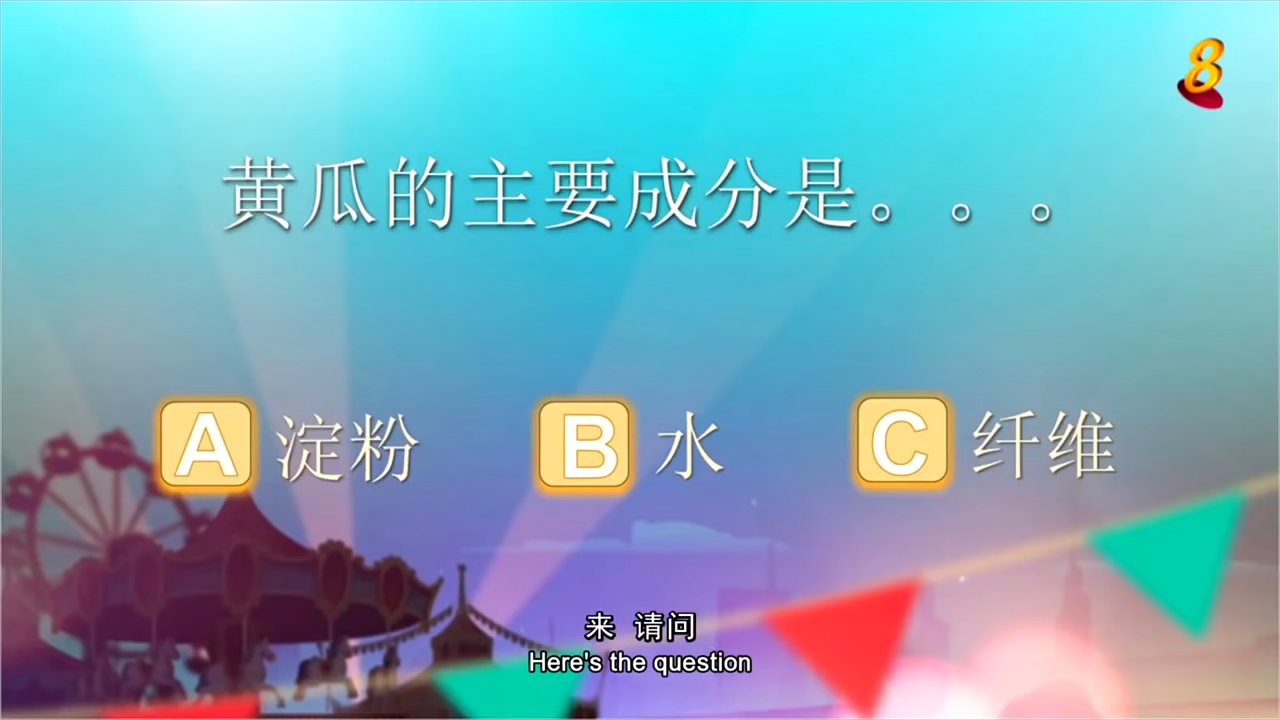 8
黄瓜的主要成分是。。。
A 淀粉 B 水 C 纤维
来 请问
Here's the question